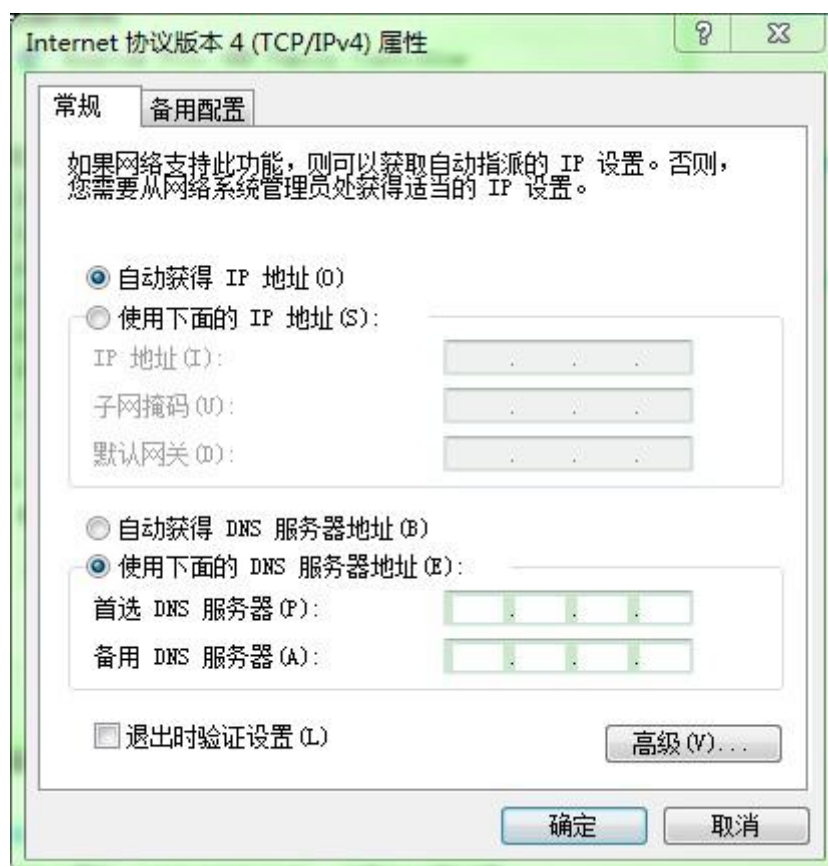 Internet 协议版本 4 (TCP/IPv4) 属性
常规
备用配置
如果网络支持此功能，则可以获取自动指派的 IP 设置。否则，
您需要从网络系统管理员处获得适当的 IP 设置。
自动获得 IP 地址(O)
使用下面的 IP 地址(S):
IP 地址(I):
子网掩码(U):
默认网关(D):
自动获得 DNS 服务器地址(B)
使用下面的 DNS 服务器地址(E):
首选 DNS 服务器(P):
备用 DNS 服务器(A):
退出时验证设置(L)
高级(V)...
确定
取消